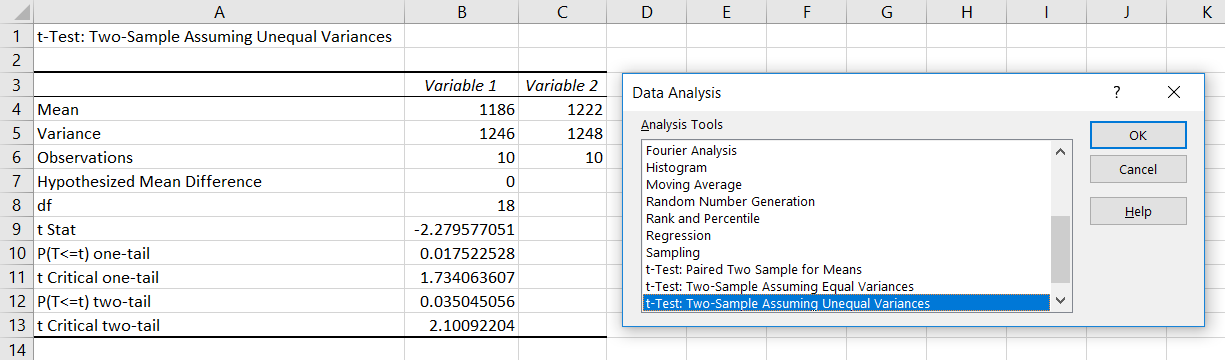 A B C D E F G H I J K
1 t-Test: Two-Sample Assuming Unequal Variances
2
3 Variable 1 Variable 2
4 Mean 1186 1222
5 Variance 1246 1248
6 Observations 10 10
7 Hypothesized Mean Difference 0
8 df 18
9 t Stat -2.279577051
10 P(T<=t) one-tail 0.017522528
11 t Critical one-tail 1.734063607
12 P(T<=t) two-tail 0.035045056
13 t Critical two-tail 2.10092204
14
Data Analysis ? ×
Analysis Tools
Fourier Analysis
Histogram
Moving Average
Random Number Generation
Rank and Percentile
Regression
Sampling
t-Test: Paired Two Sample for Means
t-Test: Two-Sample Assuming Equal Variances
t-Test: Two-Sample Assuming Unequal Variances
OK
Cancel
Help